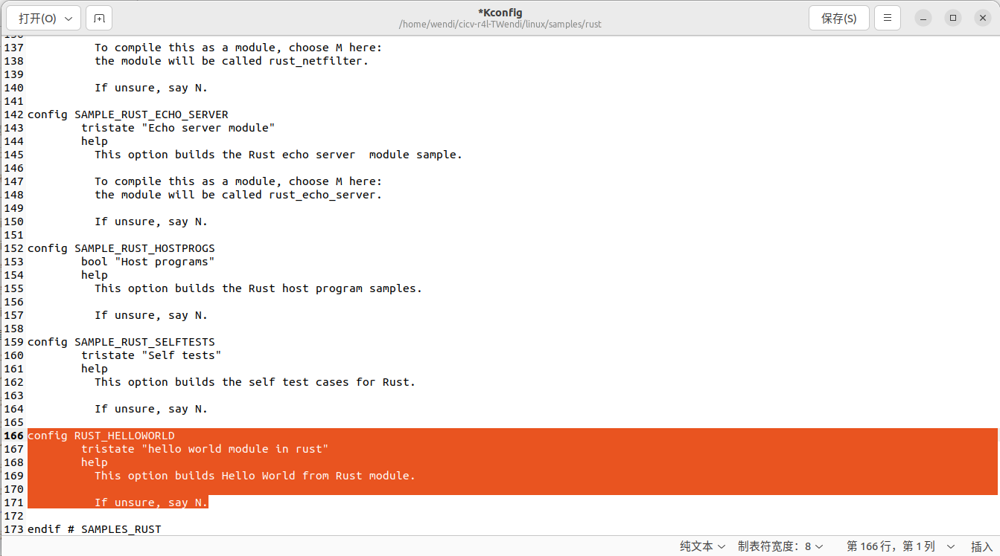 打开(O)
*Kconfig
/home/wendi/cicv-r4l-TWendi/linux/samples/rust
保存(S)
137 To compile this as a module, choose M here:
138 the module will be called rust_netfilter.
139
140 If unsure, say N.
141
142 config SAMPLE_RUST_ECHO_SERVER
143 tristate "Echo server module"
144 help
145 This option builds the Rust echo server  module sample.
146
147 To compile this as a module, choose M here:
148 the module will be called rust_echo_server.
149
150 If unsure, say N.
151
152 config SAMPLE_RUST_HOSTPROGS
153 bool "Host programs"
154 help
155 This option builds the Rust host program samples.
156
157 If unsure, say N.
158
159 config SAMPLE_RUST_SELFTESTS
160 tristate "Self tests"
161 help
162 This option builds the self test cases for Rust.
163
164 If unsure, say N.
165
166 config RUST_HELLOWORLD
167 tristate "hello world module in rust"
168 help
169 This option builds Hello World from Rust module.
170
171 If unsure, say N.
172
173 endif # SAMPLES_RUST
纯文本 制表符宽度：8 第 166 行，第 1 列 插入